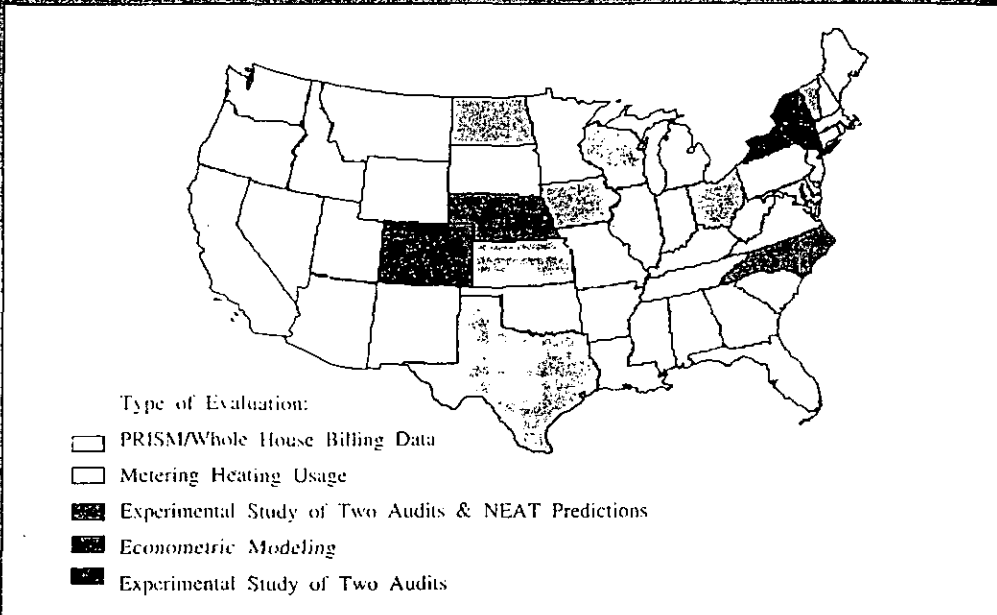 Type of Evaluation:
PRISM/Whole House Billing Data
Metering Heating Usage
Experimental Study of Two Audits & NEAT Predictions
Econometric Modeling
Experimental Study of Two Audits